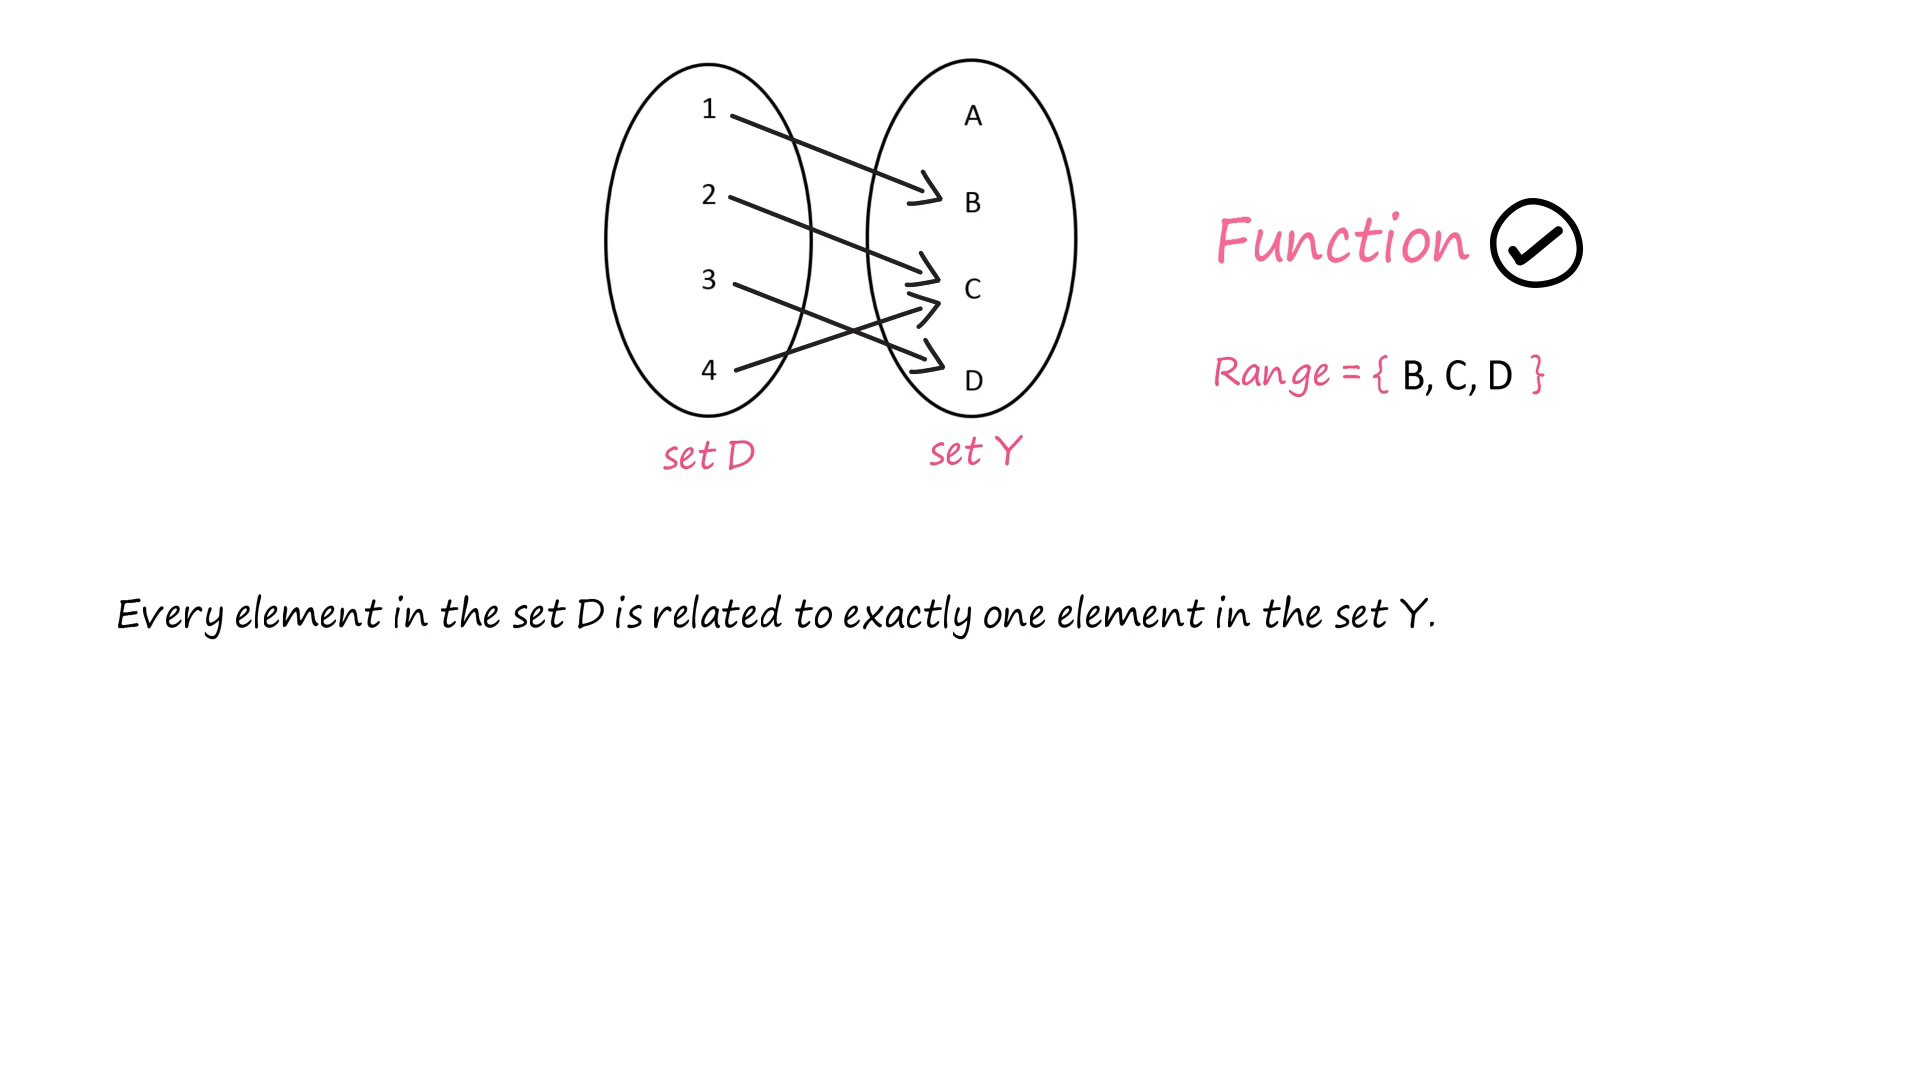 1
2
3
4
A
B
C
D
set D
set Y
Function
Range = { B, C, D }
Every element in the set D is related to exactly one element in the set Y.